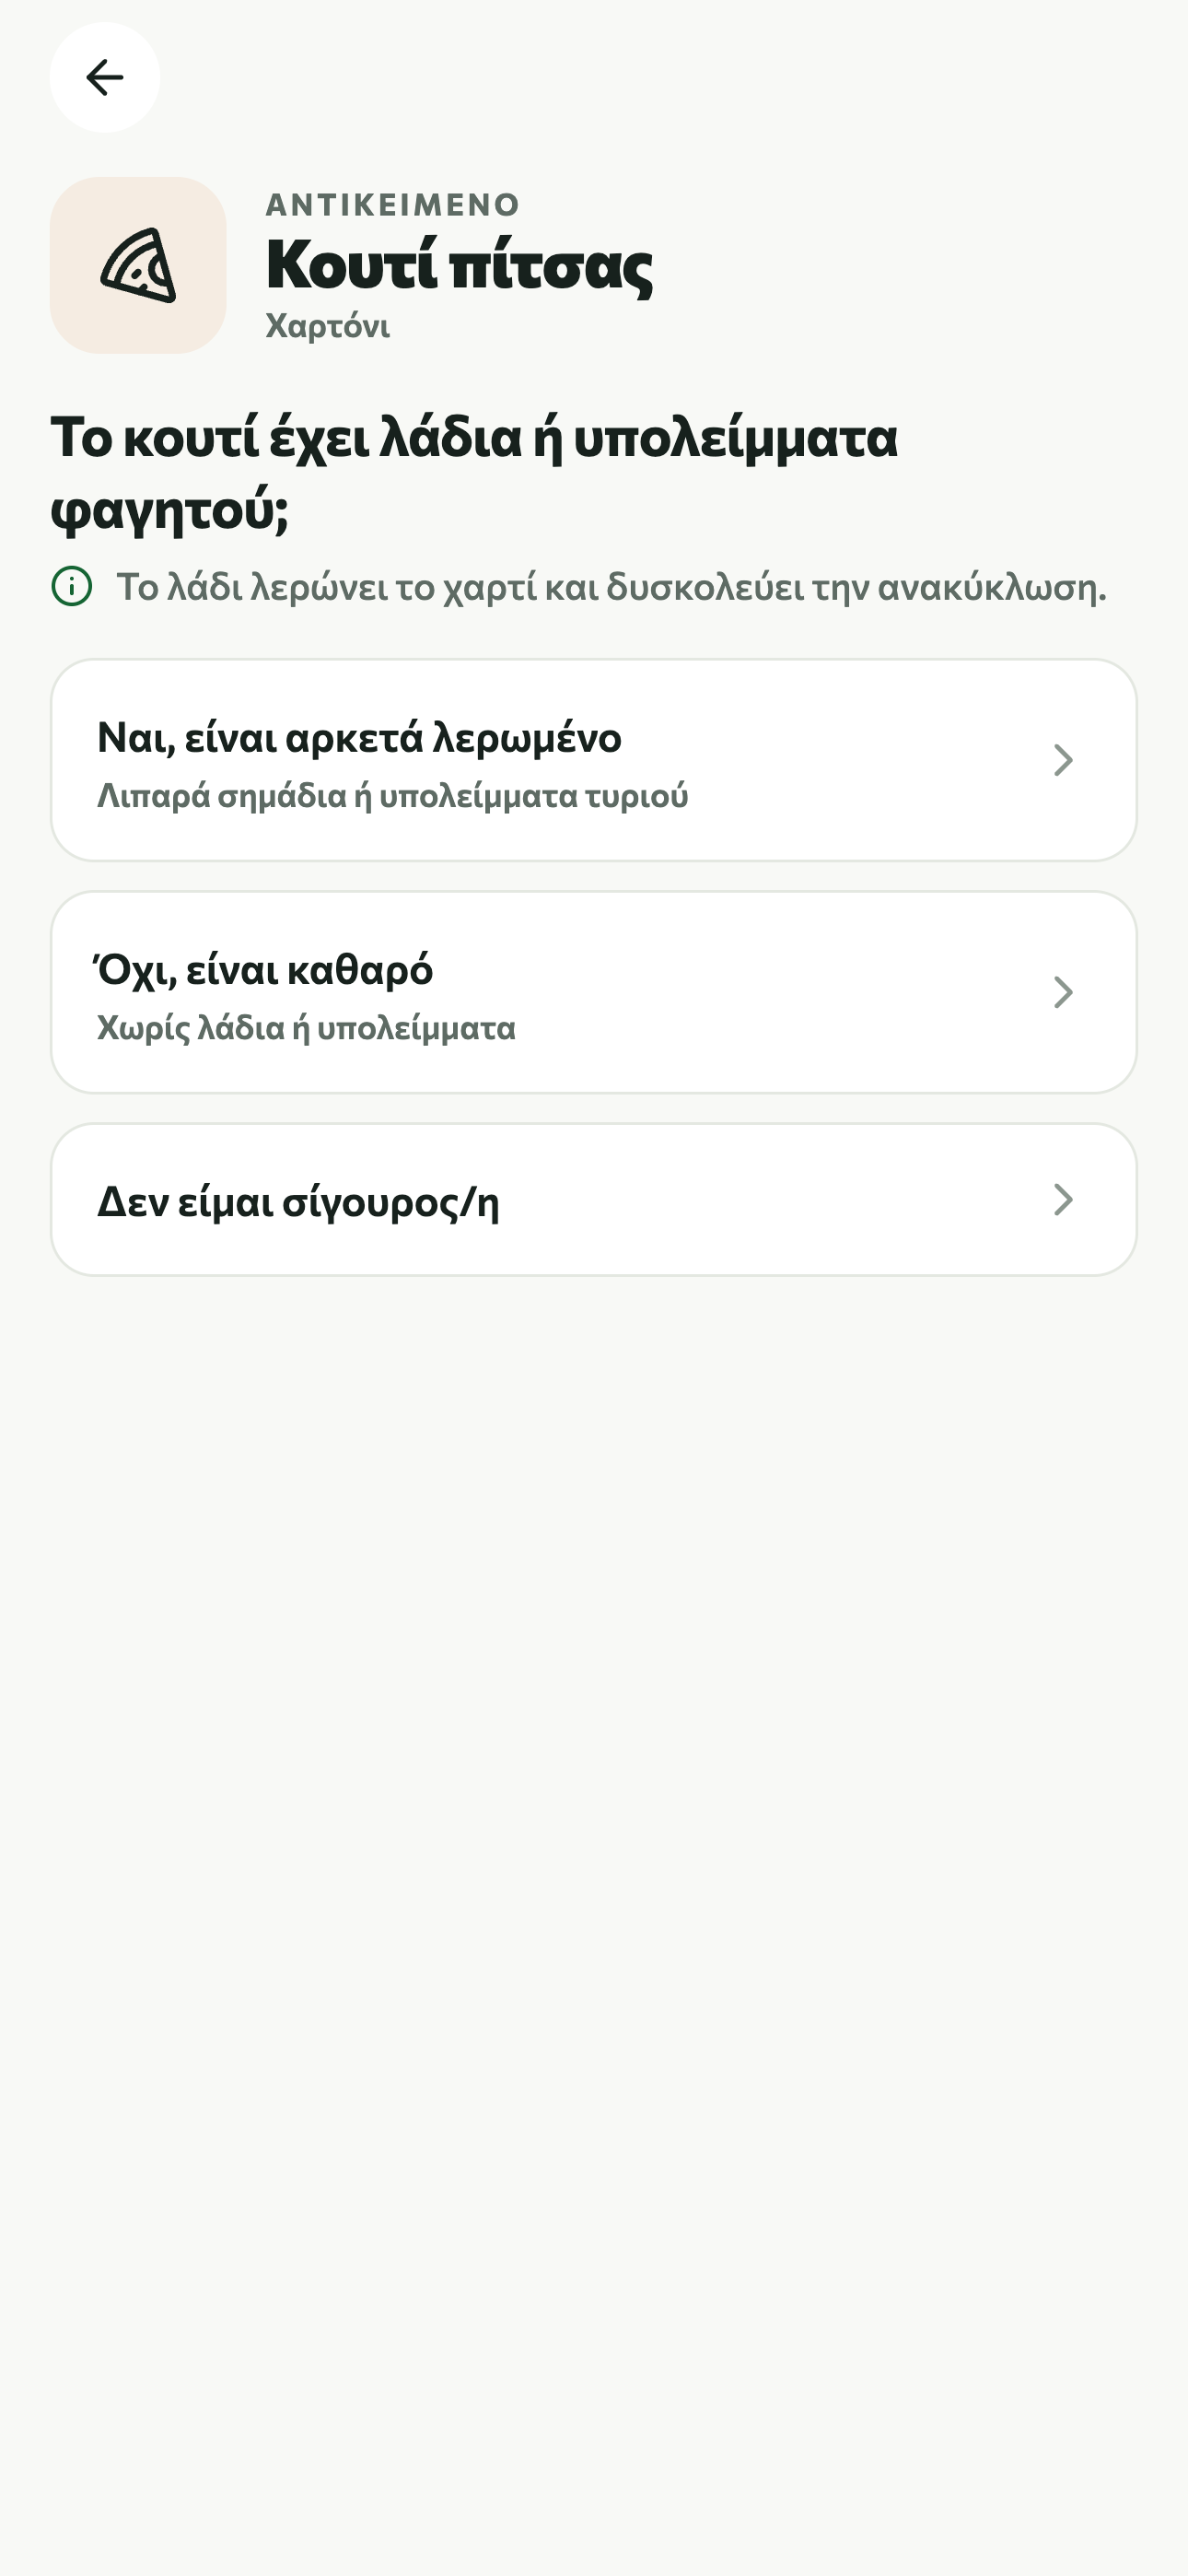 ΑΝΤΙΚΕΙΜΕΝΟ
Κουτί πίτσας
Χαρτόνι
Το κουτί έχει λάδια ή υπολείμματα
φαγητού;
Το λάδι λερώνει το χαρτί και δυσκολεύει την ανακύκλωση.
Ναι, είναι αρκετά λερωμένο
Λιπαρά σημάδια ή υπολείμματα τυριού
Όχι, είναι καθαρό
Χωρίς λάδια ή υπολείμματα
Δεν είμαι σίγουρος/η